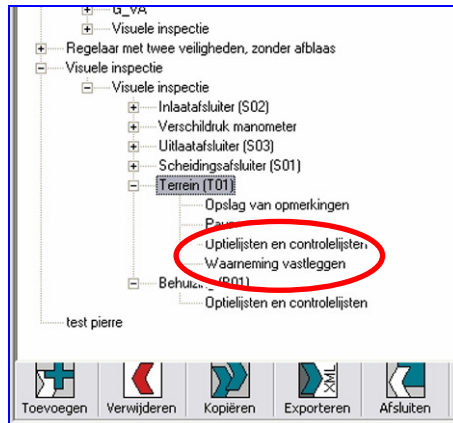 G_VA
Visuele inspectie
Regelaar met twee veiligheden, zonder afblaas
Visuele inspectie
Visuele inspectie
Inlaatafsluiter (S02)
Verschildruk manometer
Uitlaatafsluiter (S03)
Scheidingsafsluiter (S01)
Terrein (T01)
Opslag van opmerkingen
Optielijsten en controlelijsten
Waarneming vastleggen
(B01)
Optielijsten en controlelijsten
test pierre
XML
Toevoegen Verwijderen Kopiëren Exporteren Afsluiten